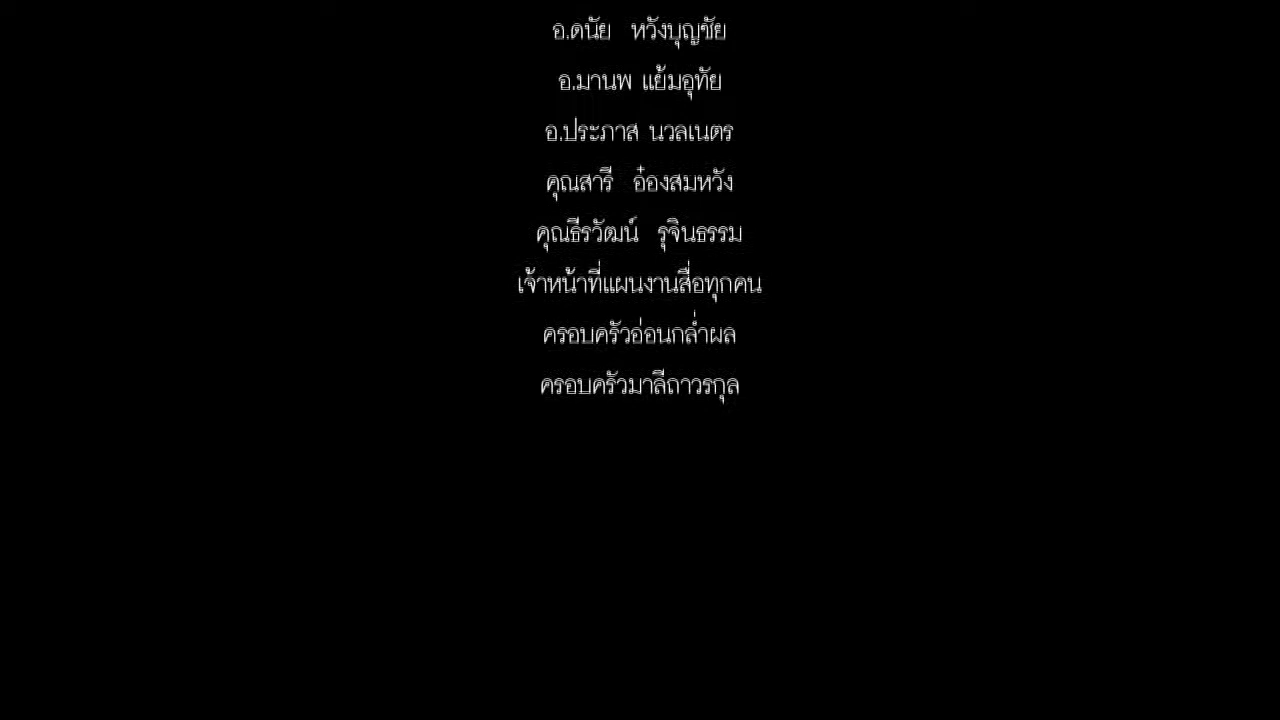 อ.ดนัย หวังบุญชัย
อ.มานพ แย้มอุทัย
อ.ประภาส นวลเนตร
คุณสารี อ๋องสมหวัง
คุณธีรวัฒน์ รุจินธรรม
เจ้าหน้าที่แผนงานสื่อทุกคน
ครอบครัวอ่อนกล่ำผล
ครอบครัวมาลีถาวรกุล